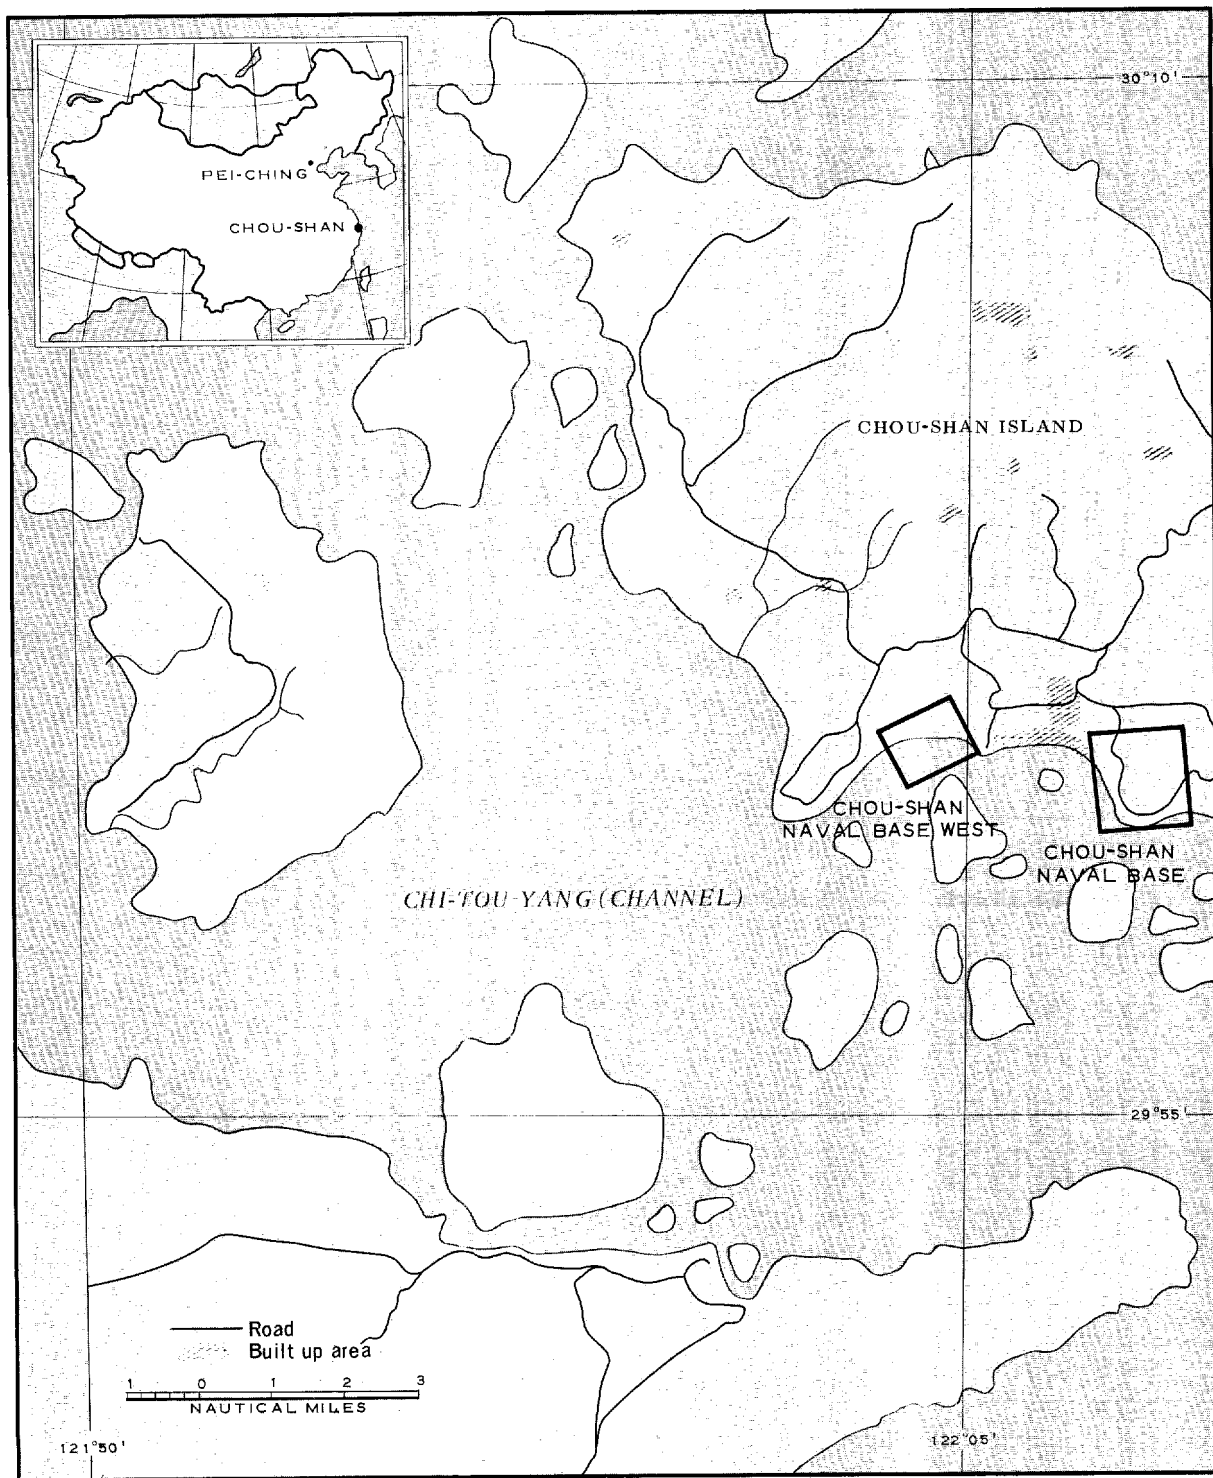 30°10'
PEI-CHING
CHOU-SHAN
CHOU-SHAN ISLAND
CHOU-SHAN
NAVAL BASE WEST
CHOU-SHAN
NAVAL BASE
CHI-TOU-YANG (CHANNEL)
29°55'
Road
Built up area
1 0 1 2 3
NAUTICAL MILES
121°50'
122°05'